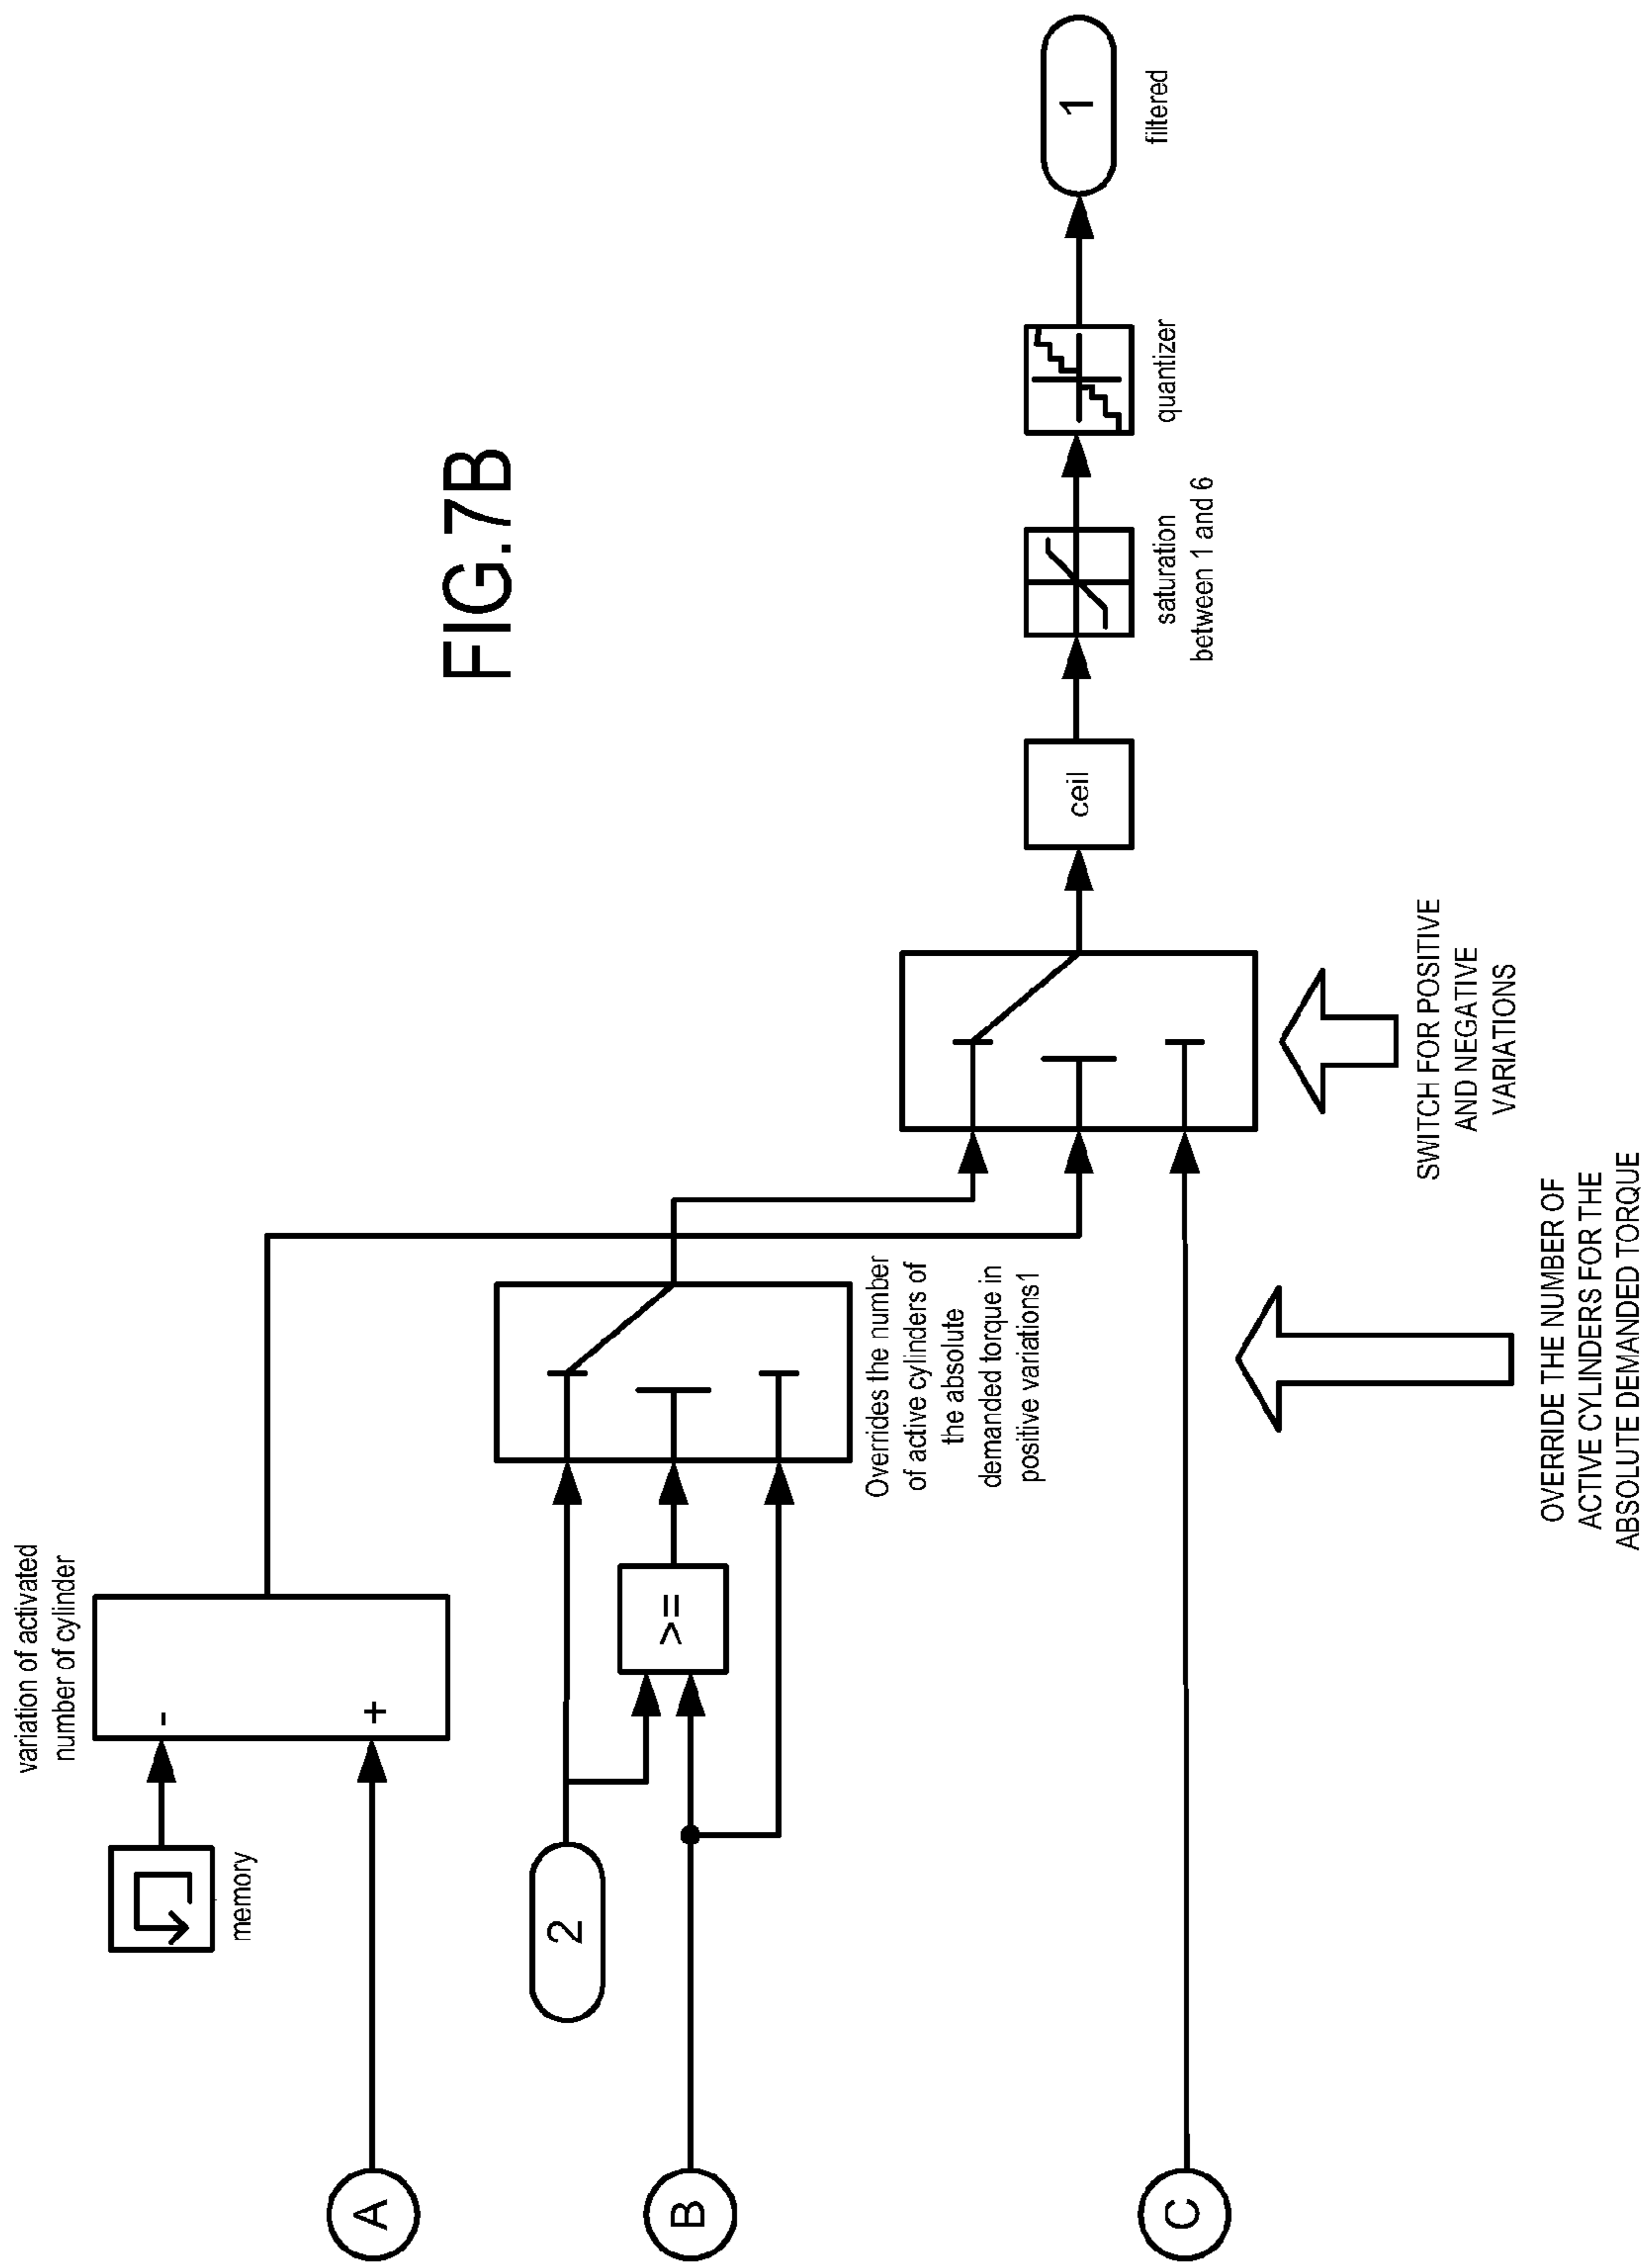 FIG.7B
variation of activated
number of cylinder
-
+
memory
A
2
>=
B
Overrides the number
of active cylinders of
the absolute
demanded torque in
positive variations1
C
ceil
saturation
between 1 and 6
quantizer
1
filtered
SWITCH FOR POSITIVE
AND NEGATIVE
VARIATIONS
OVERRIDE THE NUMBER OF
ACTIVE CYLINDERS FOR THE
ABSOLUTE DEMANDED TORQUE